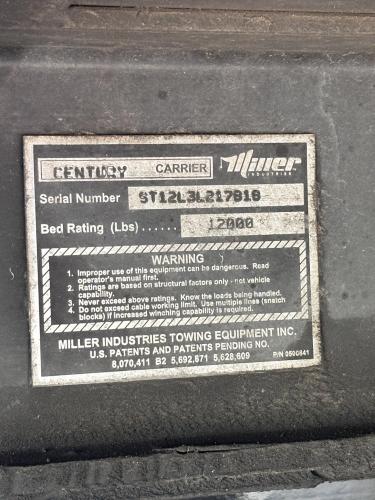 CENTURY CARRIER Miller
INDUSTRIES
Serial Number ST12L3L217818
Bed Rating (Lbs)...... 12000
WARNING
1. Improper use of this equipment can be dangerous. Read
operator's manual first.
2. Ratings are based on structural factors only - not vehicle
capability.
3. Never exceed above ratings. Know the loads being handled.
4. Do not exceed cable working limit. Use multiple lines (snatch
blocks) if increased winching capability is required.
MILLER INDUSTRIES TOWING EQUIPMENT INC.
U.S. PATENTS AND PATENTS PENDING NO.
8,070,411 B2 5,692,871 5,628,609
P/N 0500841